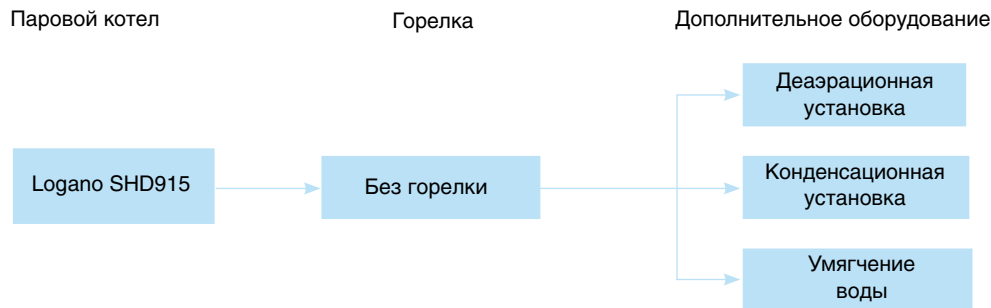 Паровой котел
Горелка
Дополнительное оборудование
Logano SHD915
Без горелки
Деаэрационная
установка
Конденсационная
установка
Умягчение
воды